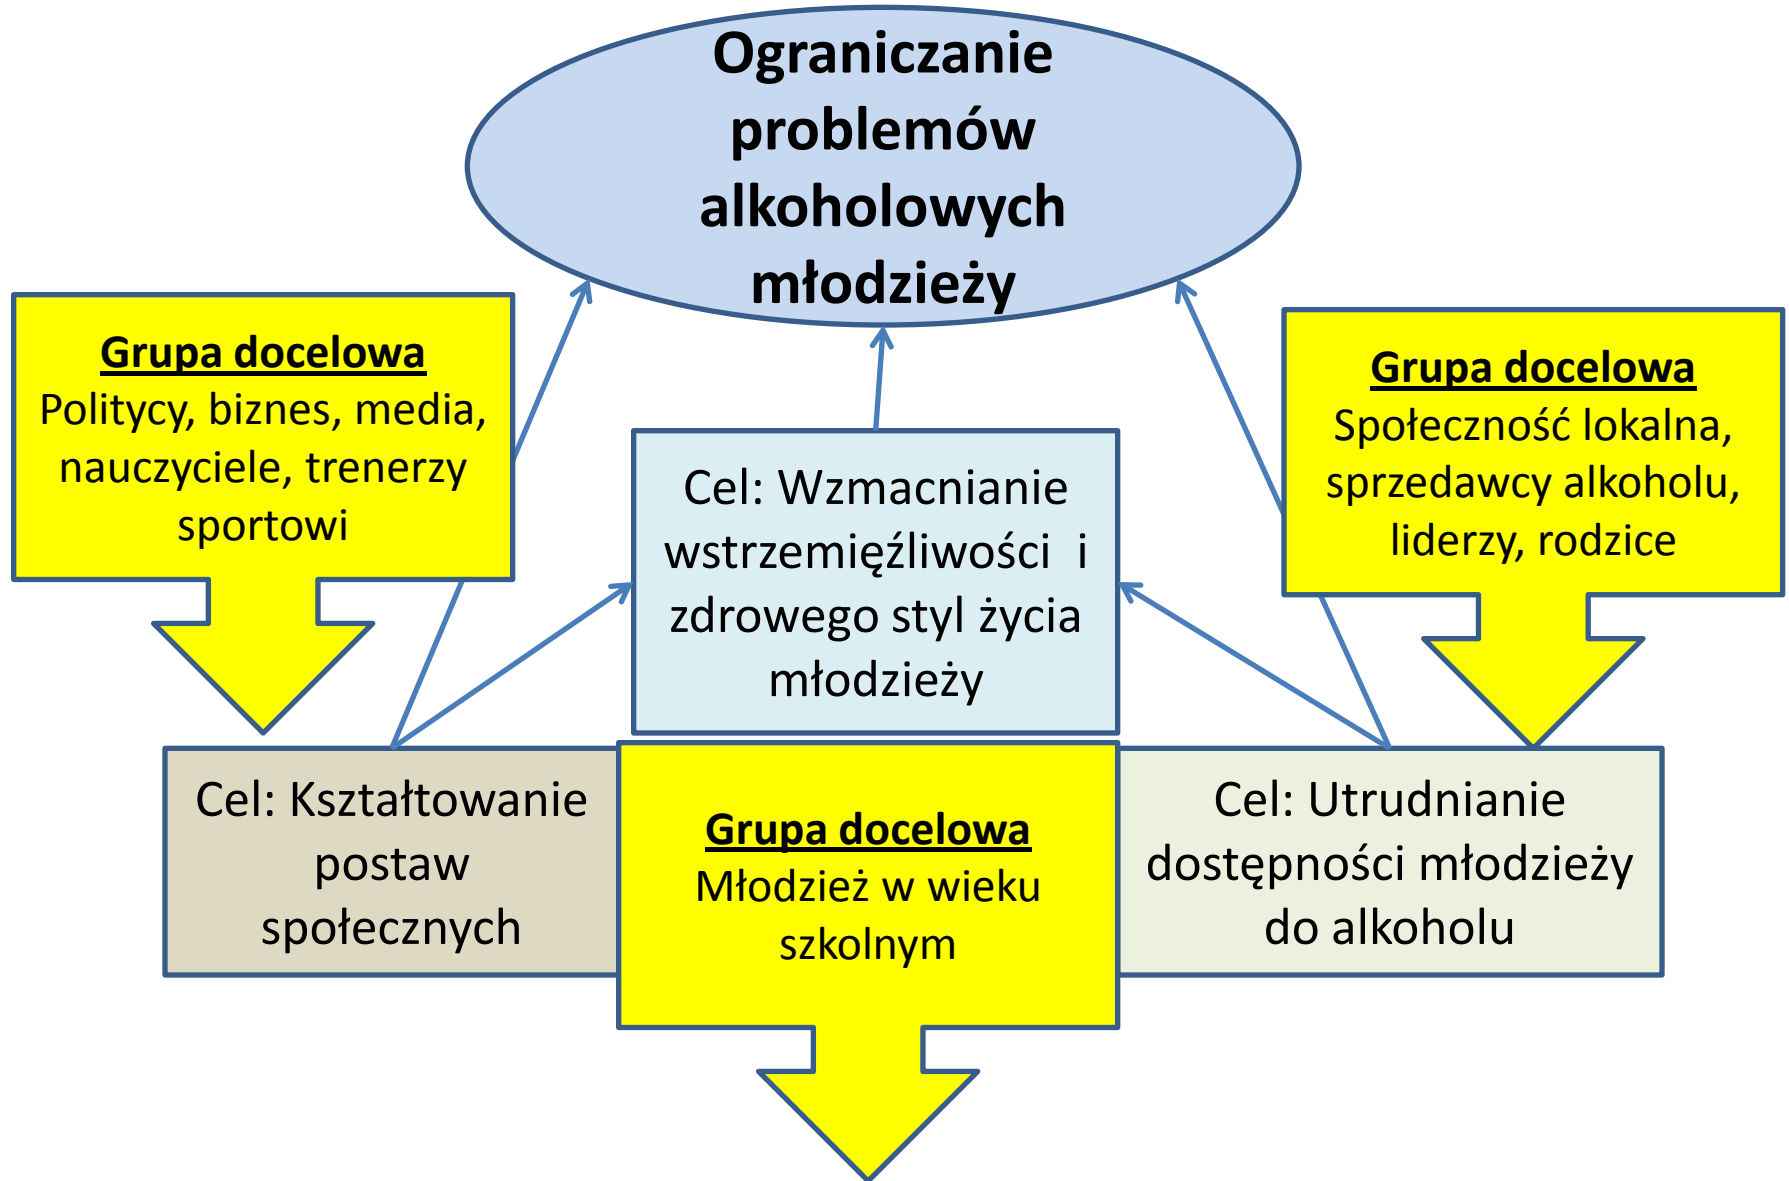 Ograniczanie
problemów
alkoholowych
młodzieży
Grupa docelowa
Politycy, biznes, media,
nauczyciele, trenerzy
sportowi
Grupa docelowa
Społeczność lokalna,
sprzedawcy alkoholu,
liderzy, rodzice
Cel: Wzmacnianie
wstrzemięźliwości i
zdrowego styl życia
młodzieży
Cel: Kształtowanie
postaw
społecznych
Grupa docelowa
Młodzież w wieku
szkolnym
Cel: Utrudnianie
dostępności młodzieży
do alkoholu